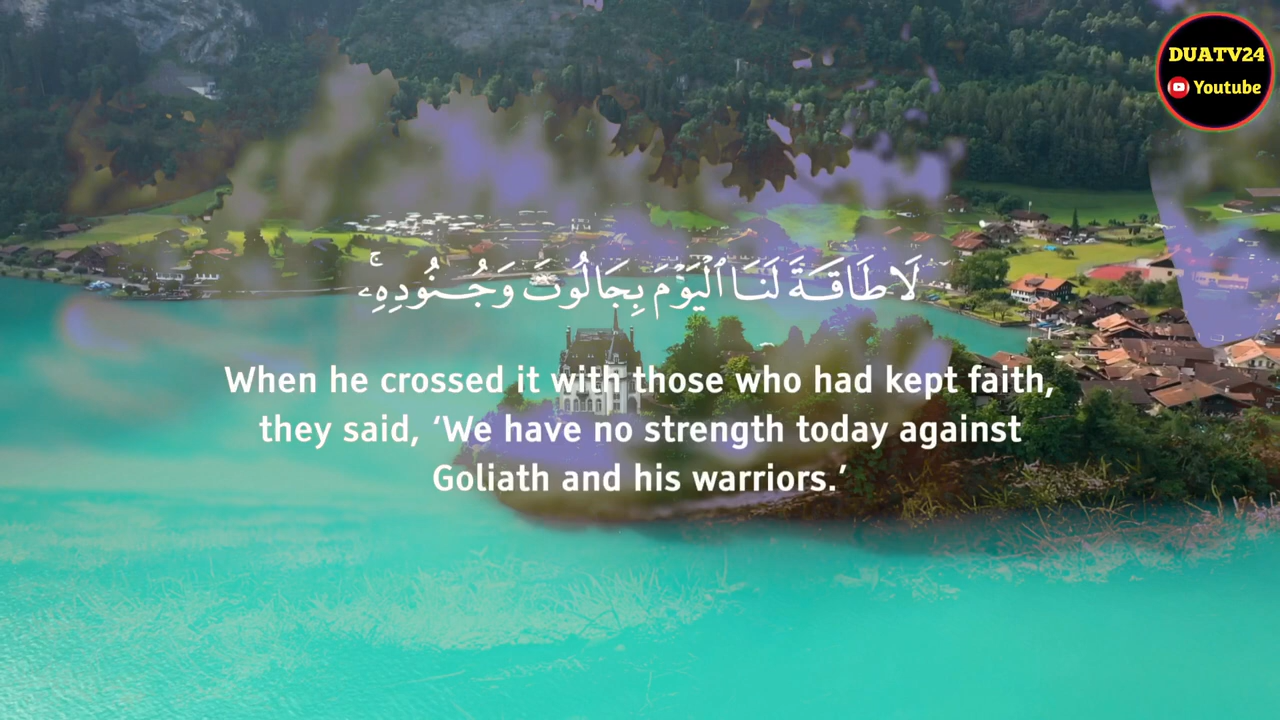 DUATV24
Youtube
لَا طَاقَةَ لَنَا ٱلْيَوْمَ بِجَالُوتَ وَجُنُودِهِۦۚ
When he crossed it with those who had kept faith,
they said, ‘We have no strength today against
Goliath and his warriors.’